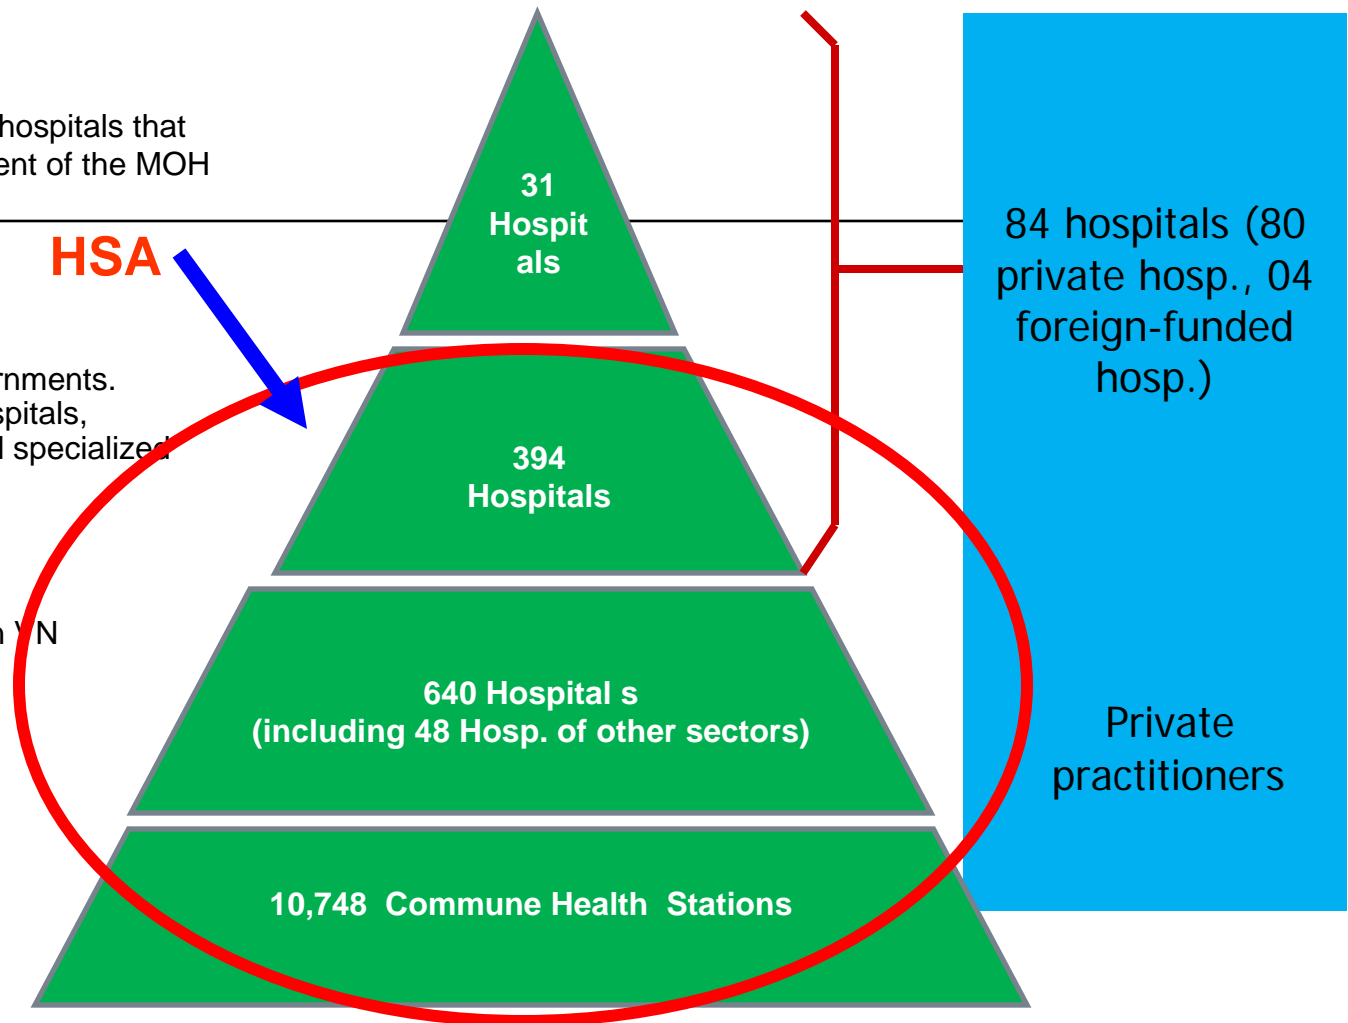 hospitals that
ent of the MOH
HSA
rnments.
spitals,
l specialized
n VN
31
Hospit
als
394
Hospitals
640 Hospital s
(including 48 Hosp. of other sectors)
10,748 Commune Health Stations
84 hospitals (80
private hosp., 04
foreign-funded
hosp.)
Private
practitioners